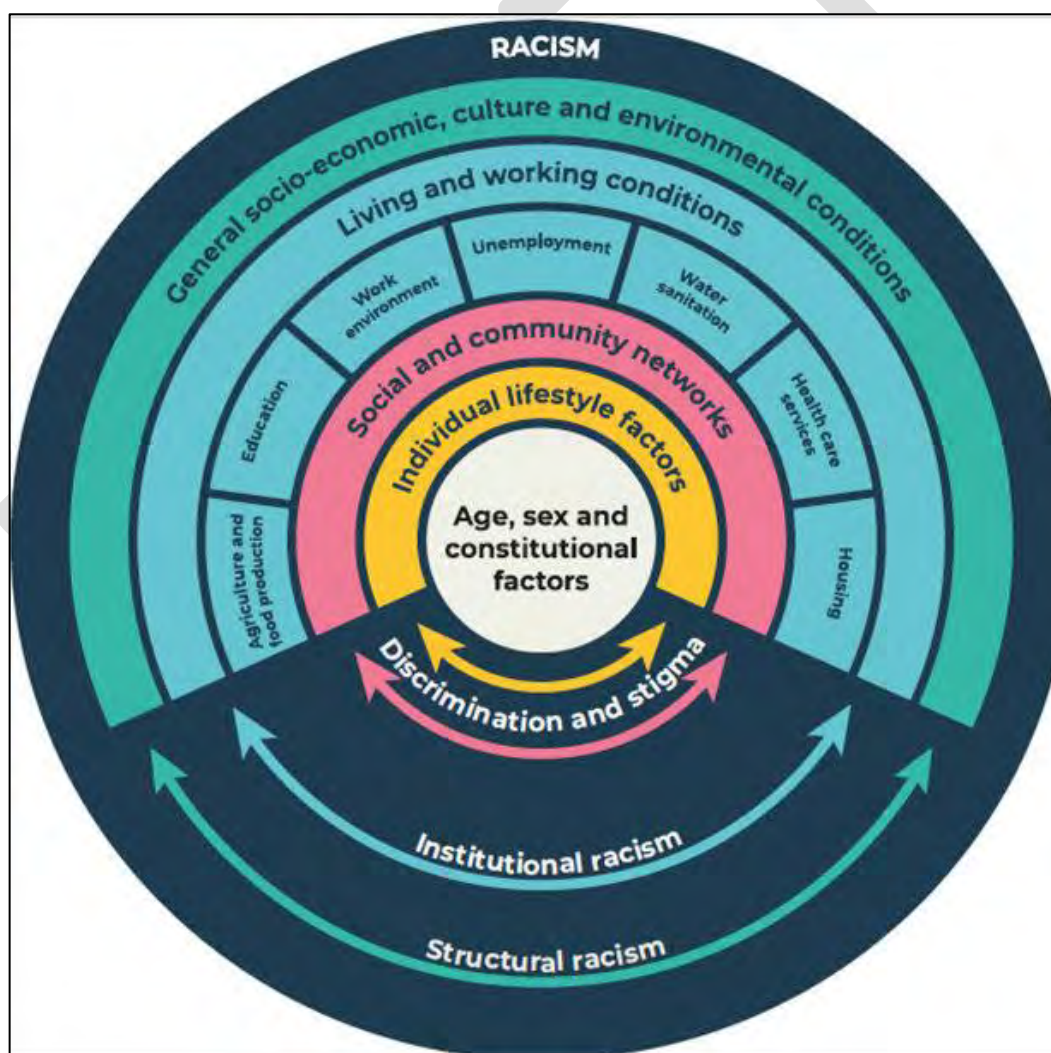 RACISM
General socio-economic, culture and environmental conditions
Living and working conditions
Unemployment
Work
environment
Water
sanitation
Education
Health care
services
Agriculture and
food production
Housing
Social and community networks
Individual lifestyle factors
Age, sex and
constitutional
factors
Discrimination and stigma
Institutional racism
Structural racism